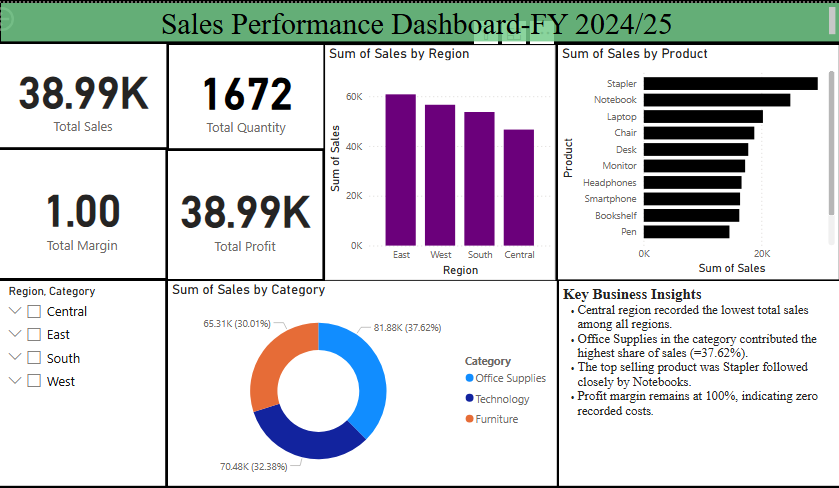 Sales Performance Dashboard-FY 2024/25
38.99K
Total Sales
1672
Total Quantity
1.00
Total Margin
38.99K
Total Profit
Sum of Sales by Region
Sum of Sales
60K
40K
20K
0K
East West South Central
Region
Sum of Sales by Product
Product
Stapler
Notebook
Laptop
Chair
Desk
Monitor
Headphones
Smartphone
Bookshelf
Pen
0K 20K
Sum of Sales
Region, Category
Central
East
South
West
Sum of Sales by Category
65.31K (30.01%)
81.88K (37.62%)
70.48K (32.38%)
Category
Office Supplies
Technology
Furniture
Key Business Insights
• Central region recorded the lowest total sales
among all regions.
• Office Supplies in the category contributed the
highest share of sales (=37.62%).
• The top selling product was Stapler followed
closely by Notebooks.
• Profit margin remains at 100%, indicating zero
recorded costs.